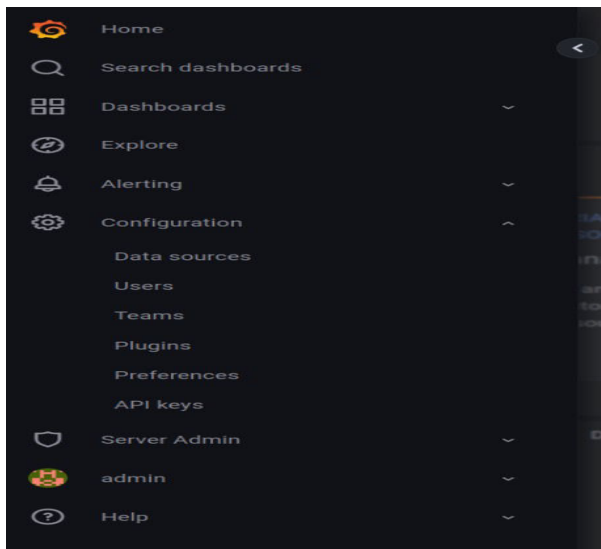 Home
Search dashboards
Dashboards
Explore
Alerting
Configuration
Data sources
Users
Teams
Plugins
Preferences
API keys
Server Admin
admin
Help